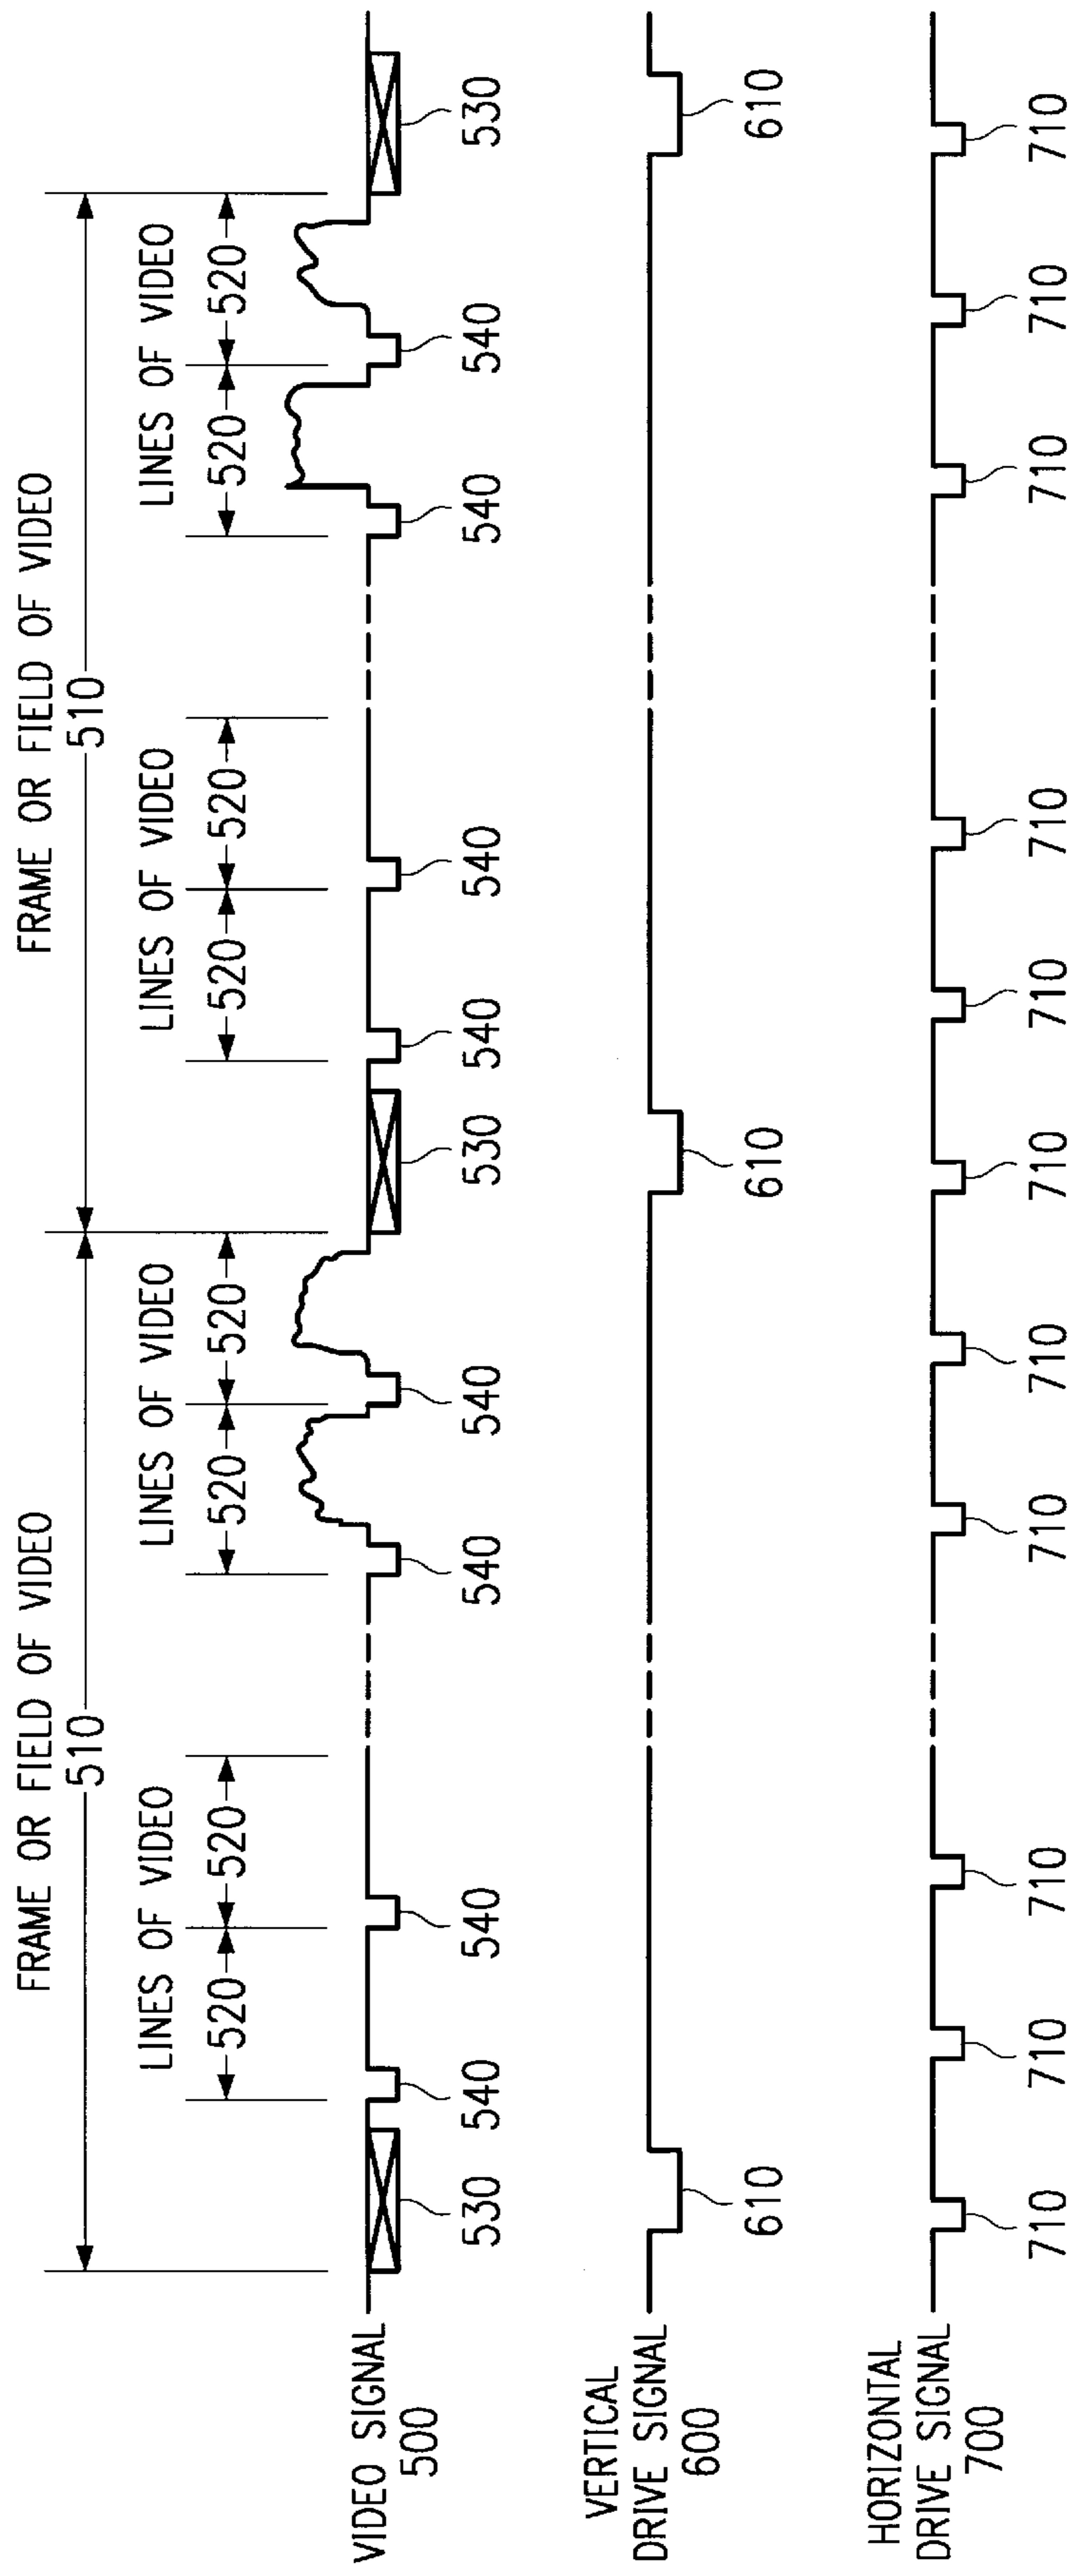 FRAME OR FIELD OF VIDEO FRAME OR FIELD OF VIDEO
510 510
LINES OF VIDEO LINES OF VIDEO LINES OF VIDEO LINES OF VIDEO
520 520 520 520 520 520 520 520
VIDEO SIGNAL
500
530 540 540 540 540 530 540 540 540 540 530
VERTICAL
DRIVE SIGNAL
600
610 610 610
HORIZONTAL
DRIVE SIGNAL
700
710 710 710 710 710 710 710 710 710 710 710